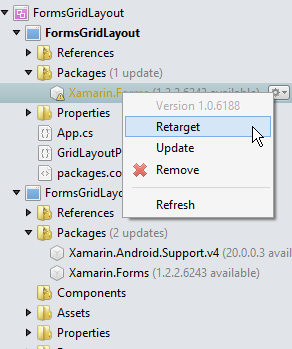 FormsGridLayout
FormsGridLayout
References
Packages (1 update)
Xamarin.Forms (1.2.2.6243 available)
Version 1.0.6188
Properties
Retarget
App.cs
Update
GridLayoutP
Remove
packages.co
FormsGridLayou
Refresh
References
Packages (2 updates)
Xamarin.Android.Support.v4 (20.0.0.3 availa
Xamarin.Forms (1.2.2.6243 available)
Components
Assets
Properties